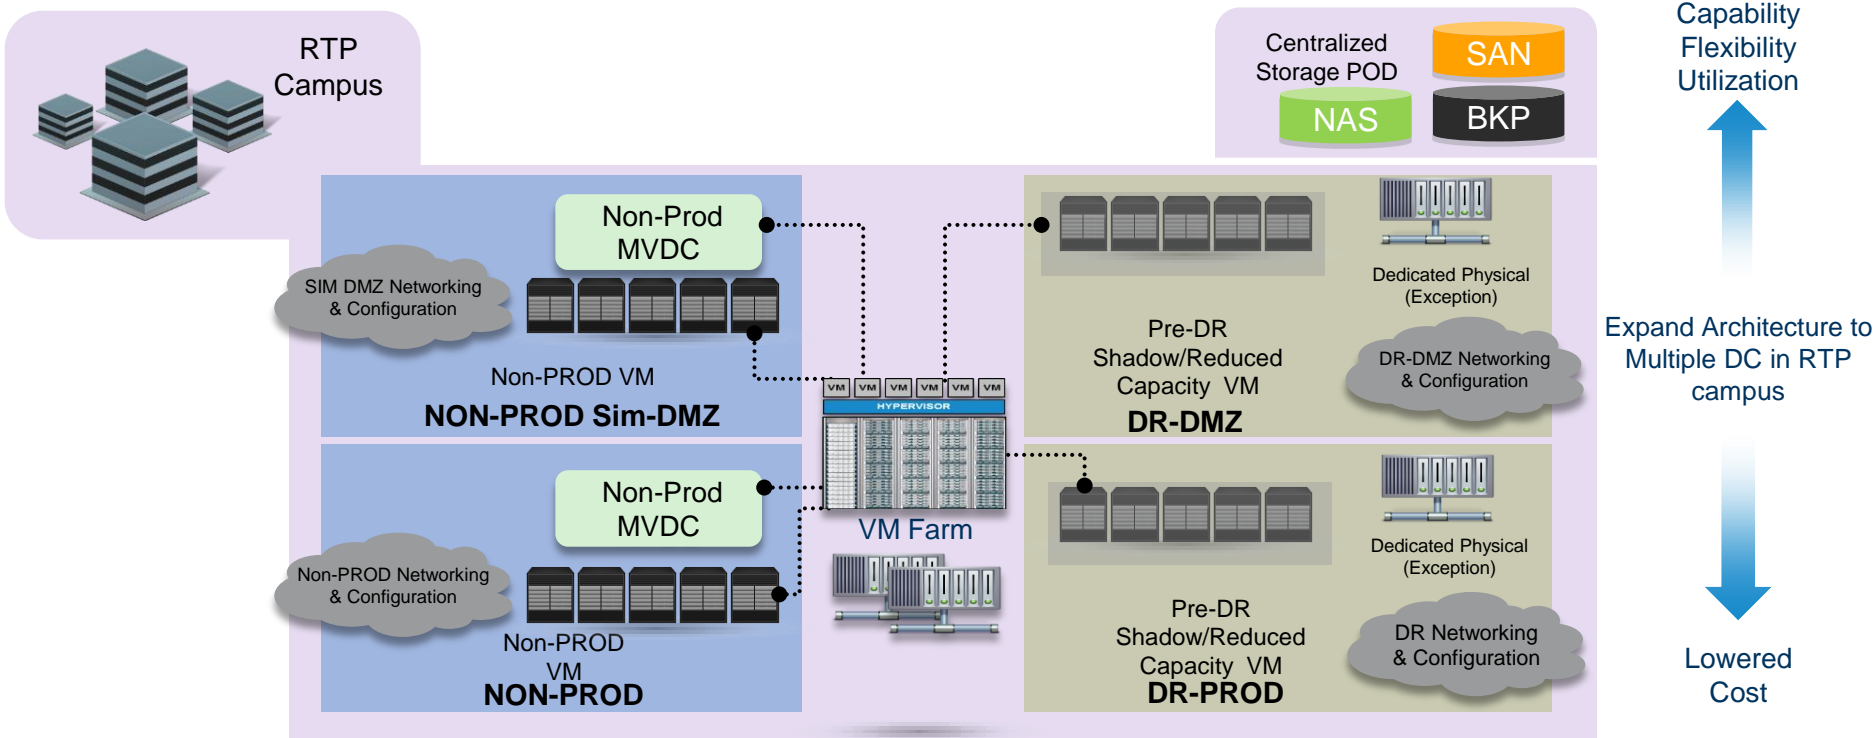 RTP
Campus
Centralized
Storage POD
SAN
NAS
BKP
Capability
Flexibility
Utilization
Non-Prod
MVDC
SIM DMZ Networking
& Configuration
Non-PROD VM
NON-PROD Sim-DMZ
Dedicated Physical
(Exception)
Pre-DR
Shadow/Reduced
Capacity VM
DR-DMZ
DR-DMZ Networking
& Configuration
Expand Architecture to
Multiple DC in RTP
campus
VM VM VM VM VM VM
HYPERVISOR
VM Farm
Non-Prod
MVDC
Non-PROD Networking
& Configuration
Non-PROD
VM
NON-PROD
Dedicated Physical
(Exception)
Pre-DR
Shadow/Reduced
Capacity VM
DR-PROD
DR Networking
& Configuration
Lowered
Cost